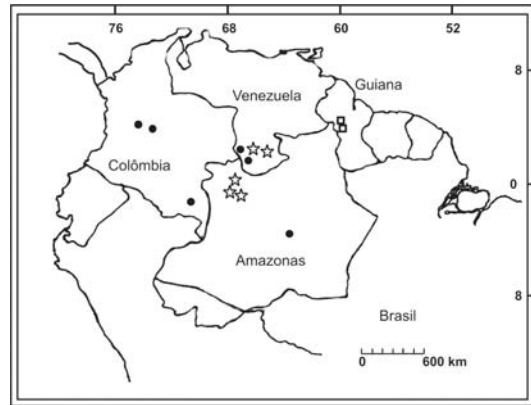 76 68 60 52
8
Guiana
Venezuela
Colômbia
0
Amazonas
8
Brasil
0 600 km